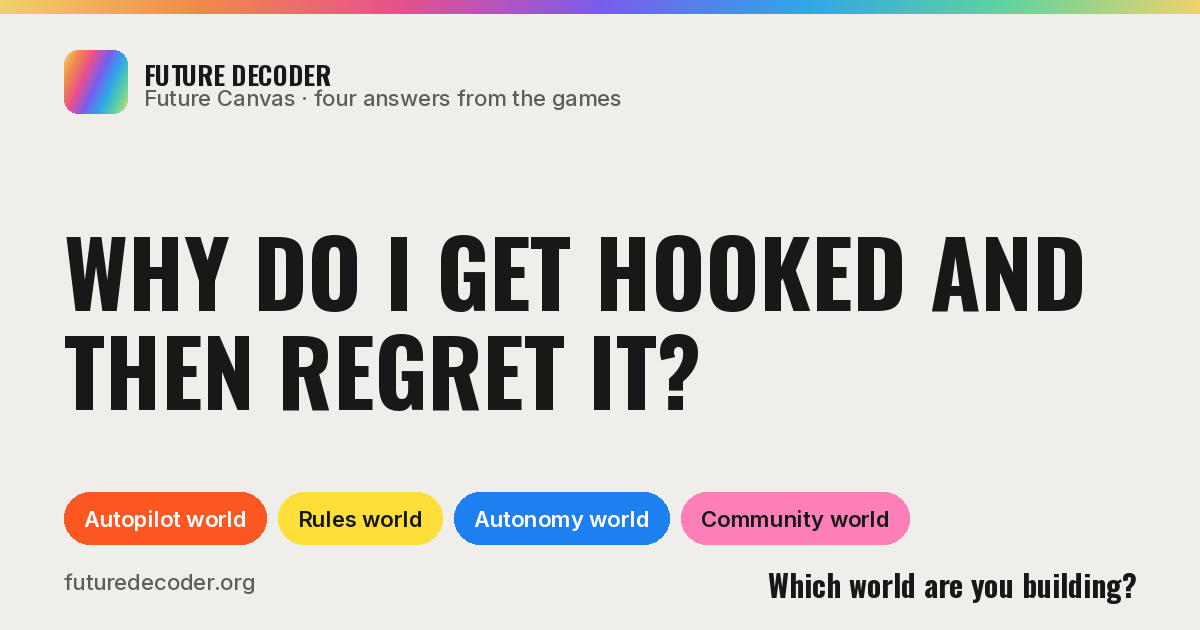 FUTURE DECODER
Future Canvas · four answers from the games
WHY DO I GET HOOKED AND
THEN REGRET IT?
Autopilot world
Rules world
Autonomy world
Community world
futuredecoder.org
Which world are you building?